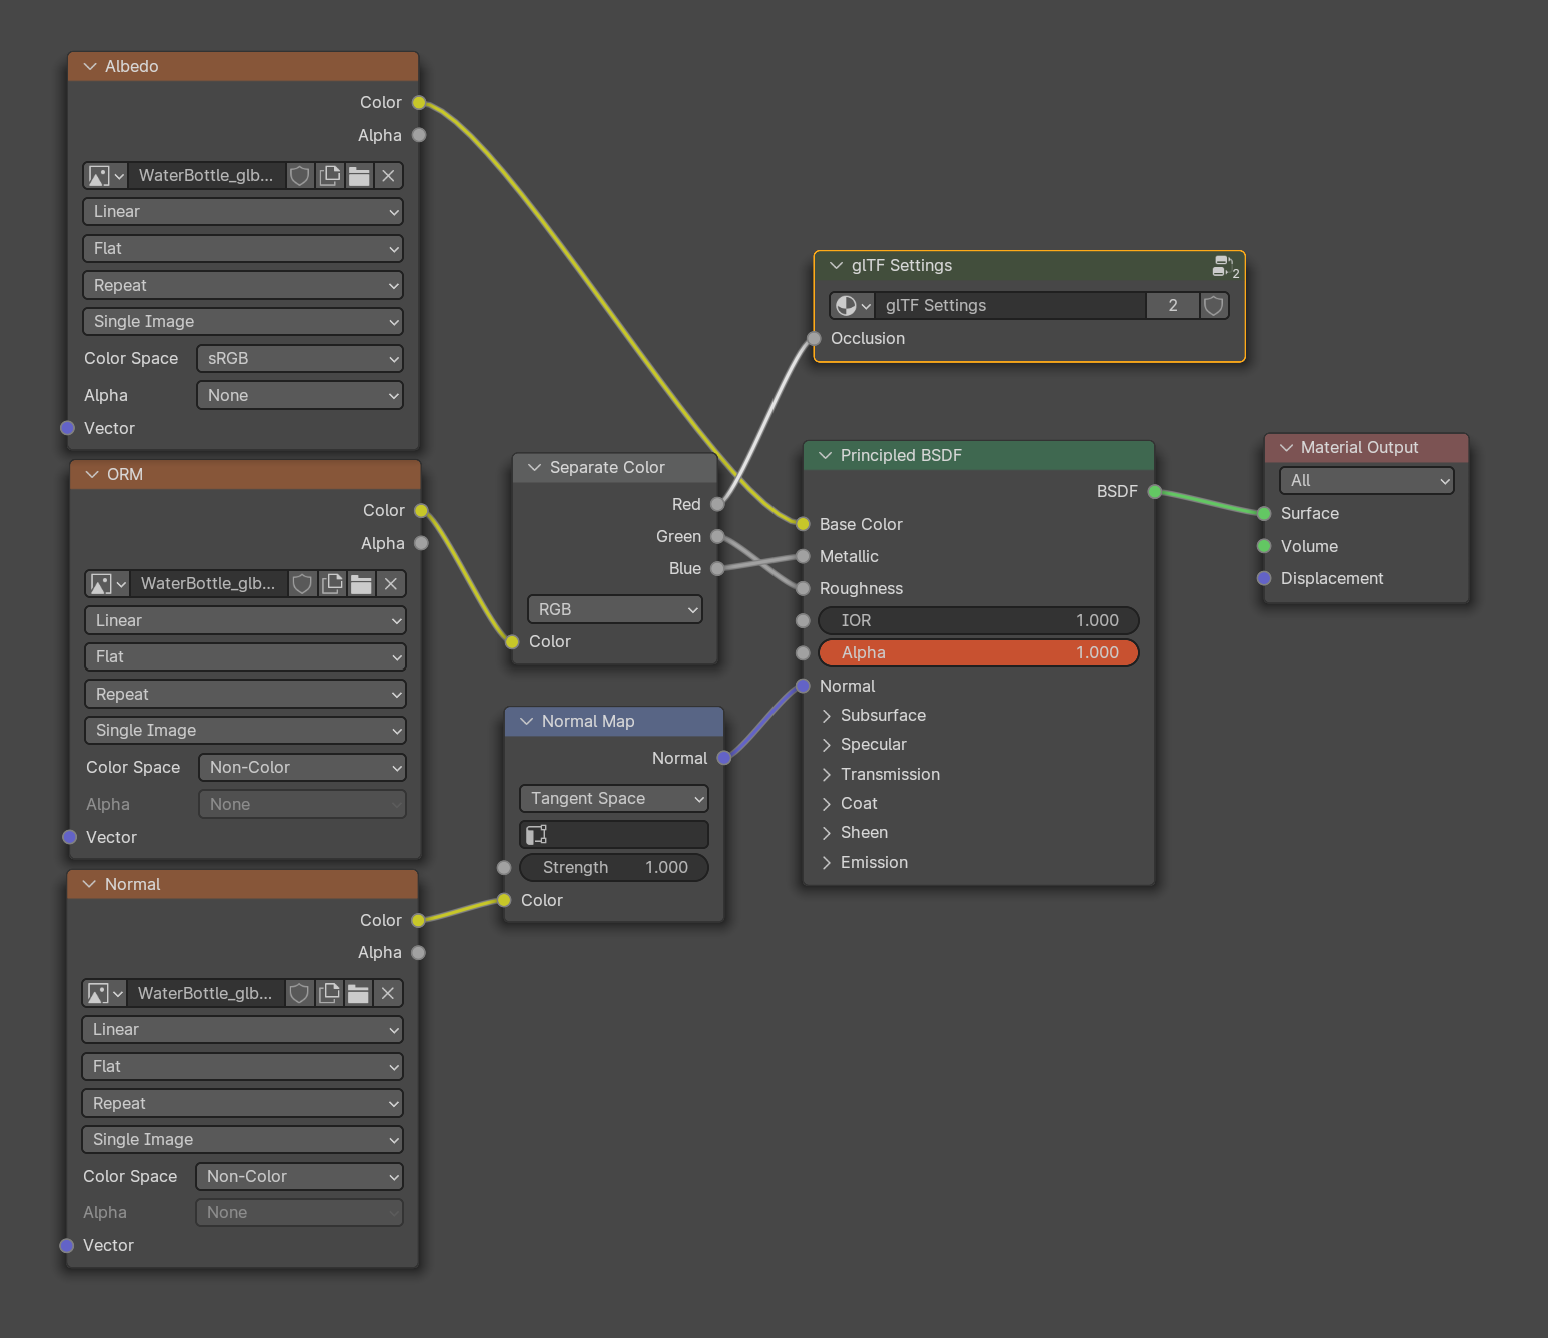 Albedo
Color
Alpha
WaterBottle_glb...
Linear
Flat
Repeat
Single Image
Color Space sRGB
Alpha None
Vector
ORM
Color
Alpha
WaterBottle_glb...
Linear
Flat
Repeat
Single Image
Color Space Non-Color
Alpha None
Vector
Normal
Color
Alpha
WaterBottle_glb...
Linear
Flat
Repeat
Single Image
Color Space Non-Color
Alpha None
Vector
Separate Color
Red
Green
Blue
RGB
Color
Normal Map
Normal
Tangent Space
Strength 1.000
Color
glTF Settings
2
glTF Settings 2
Occlusion
Principled BSDF
BSDF
Base Color
Metallic
Roughness
IOR 1.000
Alpha 1.000
Normal
Subsurface
Specular
Transmission
Coat
Sheen
Emission
Material Output
All
Surface
Volume
Displacement